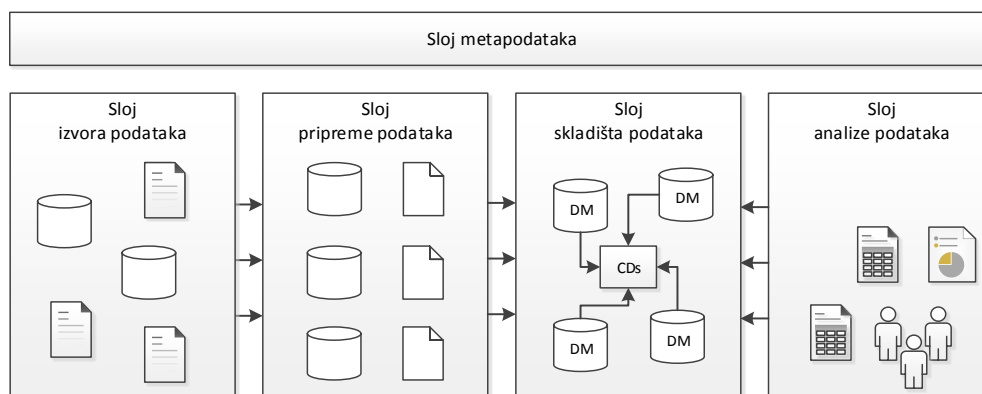 Sloj metapodataka
Sloj
izvora podataka
Sloj
pripreme podataka
Sloj
skladišta podataka
DM
DM
CDs
DM
DM
Sloj
analize podataka